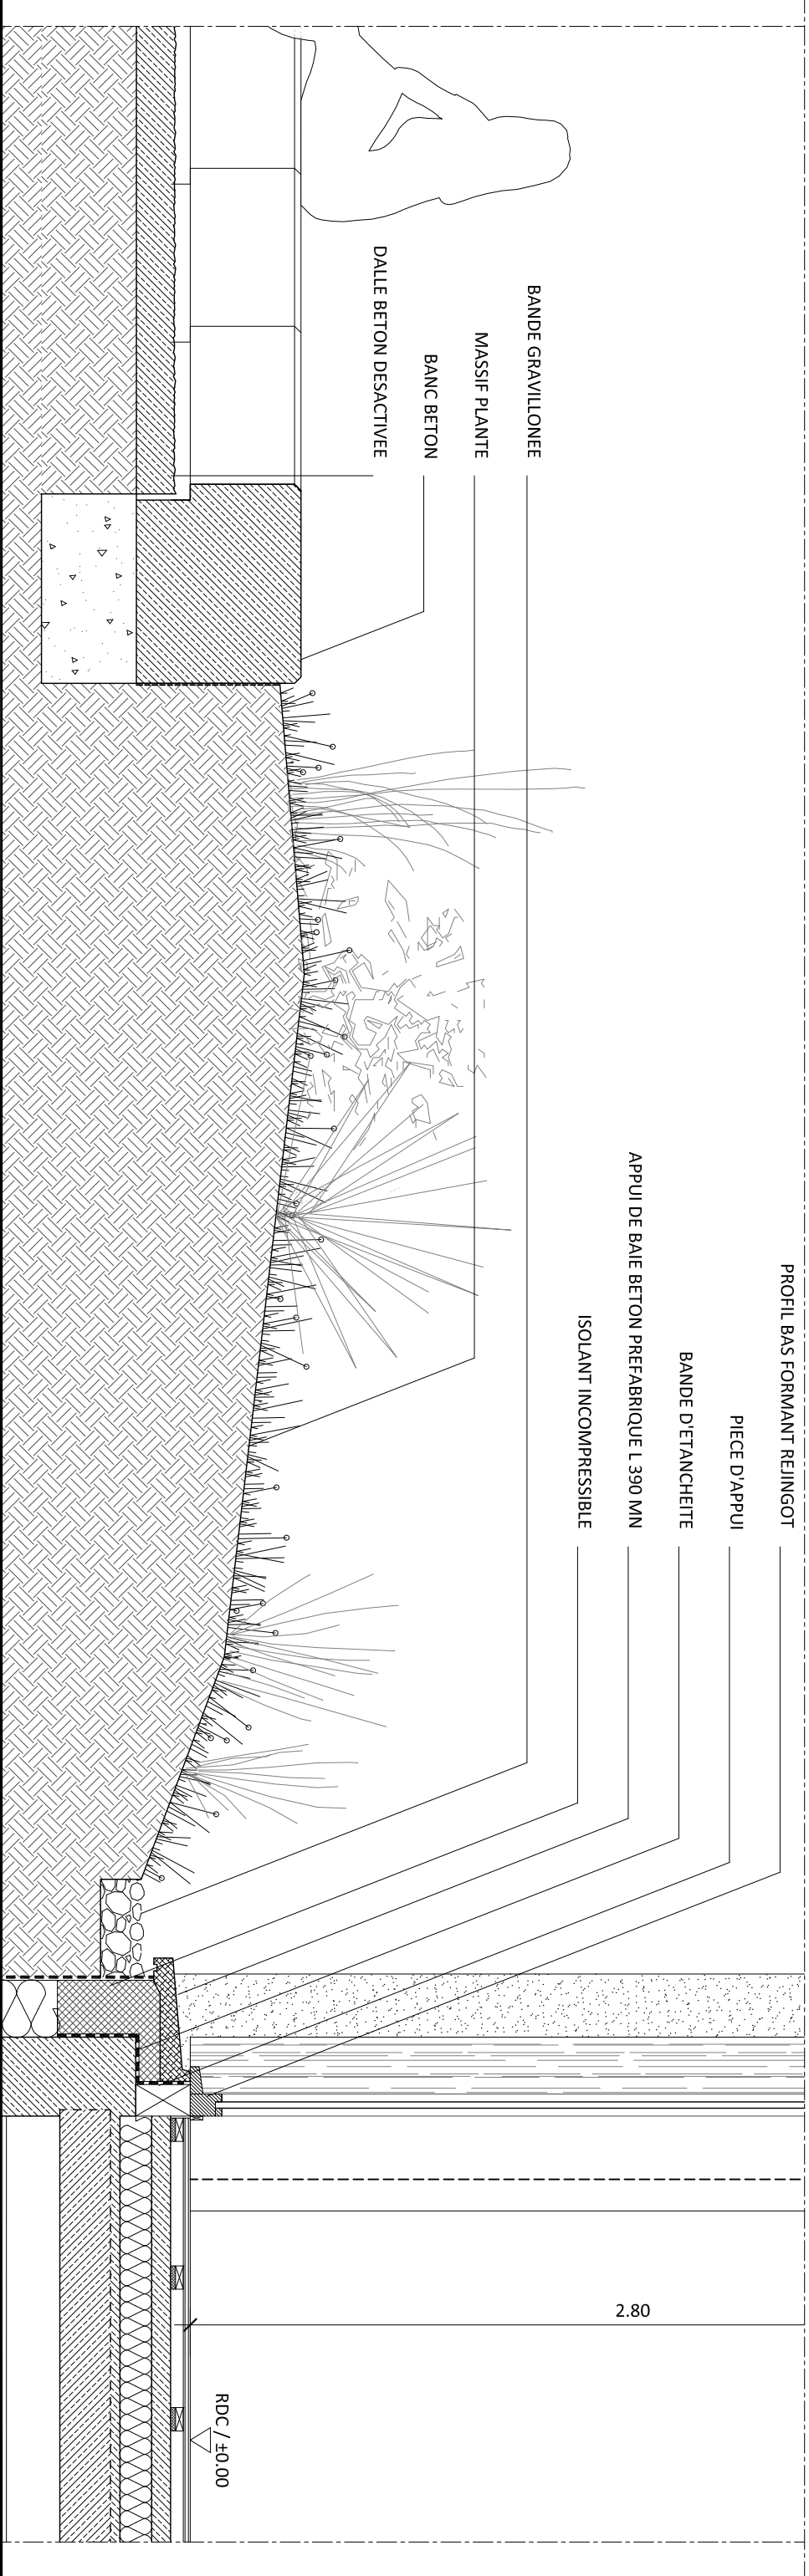 PROFIL BAS FORMANT REJINGOT
PIECE D'APPUI
BANDE D'ETANCHEITE
APPUI DE BAIE BETON PREFABRIQUE L 390 MN
ISOLANT INCOMPRESSIBLE
BANDE GRAVILLONEE
MASSIF PLANTE
BANC BETON
DALLE BETON DESACTIVEE
2.80
RDC / ±0.00